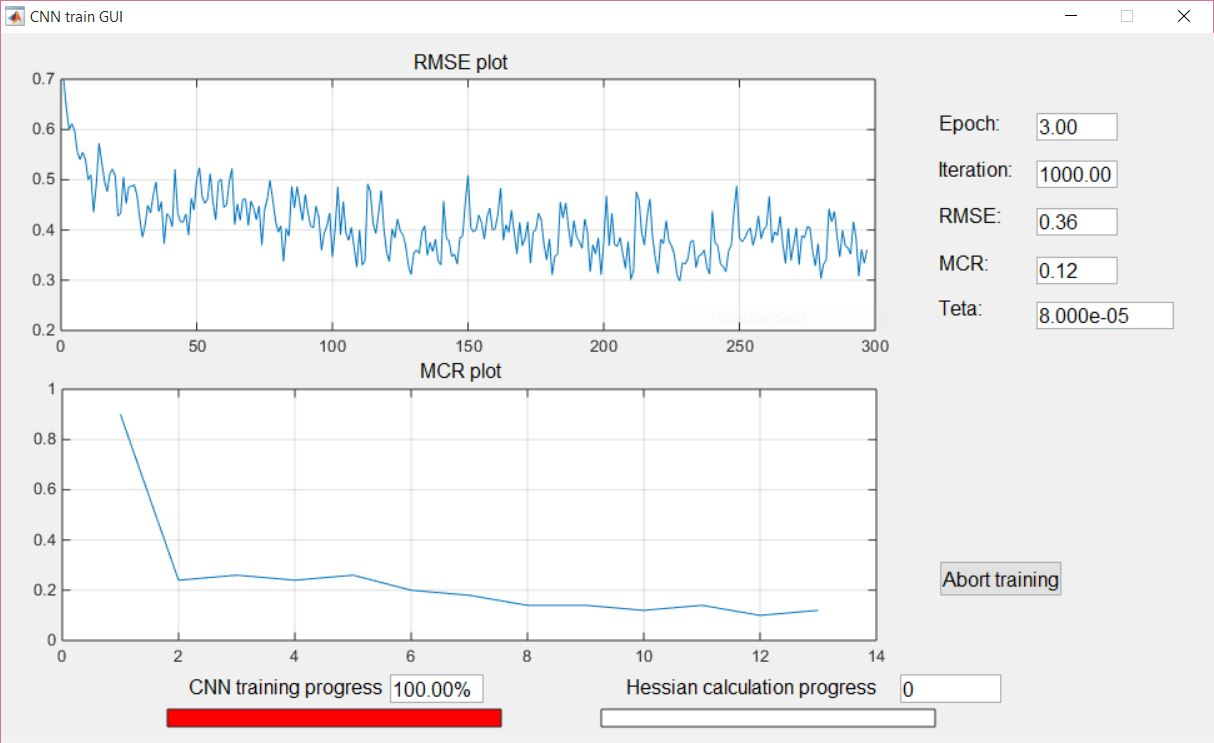 CNN train GUI
RMSE plot
0.7
0.6
0.5
0.4
0.3
0.2
0 50 100 150 200 250 300
Window Snip
MCR plot
1
0.8
0.6
0.4
0.2
0
0 2 4 6 8 10 12 14
Epoch: 3.00
Iteration: 1000.00
RMSE: 0.36
MCR: 0.12
Teta: 8.000e-05
Abort training
CNN training progress 100.00% Hessian calculation progress 0